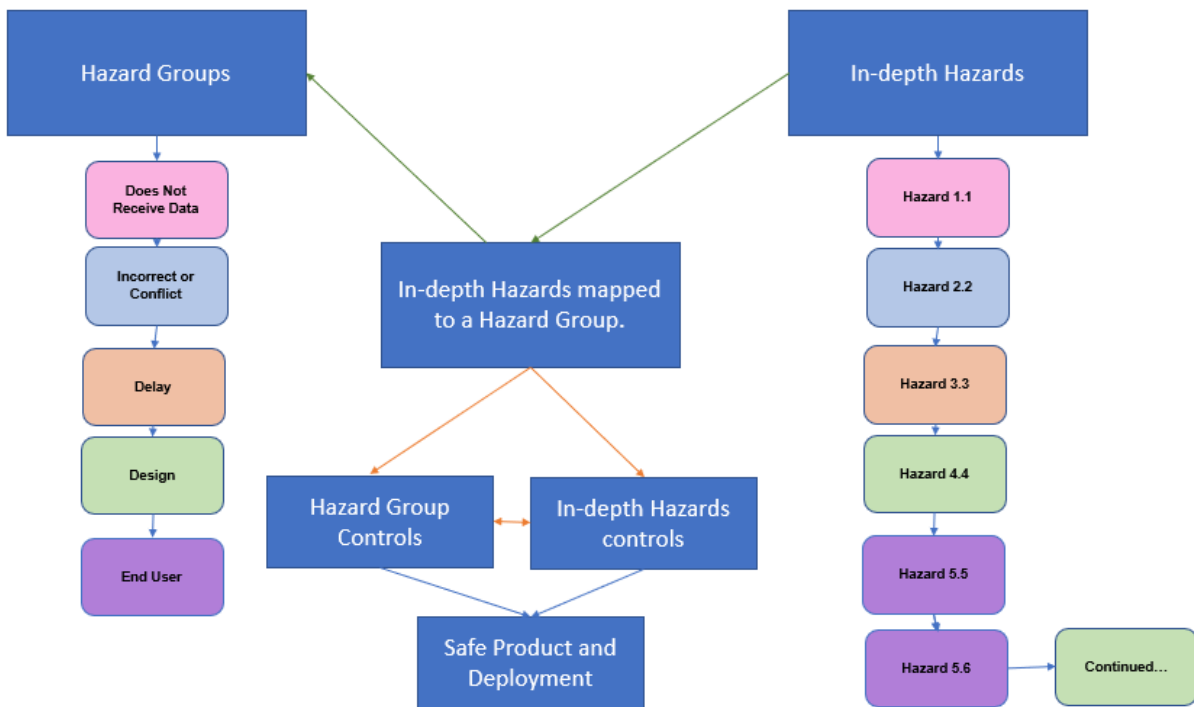 Hazard Groups
In-depth Hazards
Does Not
Receive Data
Incorrect or
Conflict
Delay
Design
End User
In-depth Hazards mapped
to a Hazard Group.
Hazard Group
Controls
In-depth Hazards
controls
Safe Product and
Deployment
Hazard 1.1
Hazard 2.2
Hazard 3.3
Hazard 4.4
Hazard 5.5
Hazard 5.6
Continued...